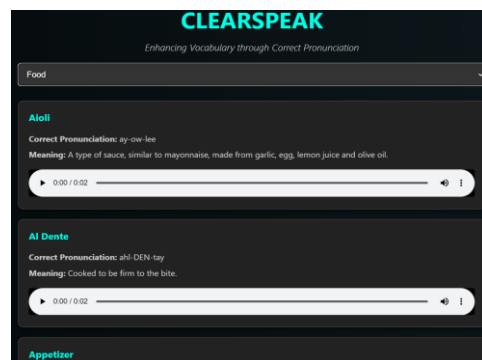 CLEARSPEAK
Enhancing Vocabulary through Correct Pronunciation
Food
Aioli
Correct Pronunciation: ay-ow-lee
Meaning: A type of sauce, similar to mayonnaise, made from garlic, egg, lemon juice and olive oil.
0:00 / 0:02
Al Dente
Correct Pronunciation: ahl-DEN-tay
Meaning: Cooked to be firm to the bite.
0:00 / 0:02
Appetizer